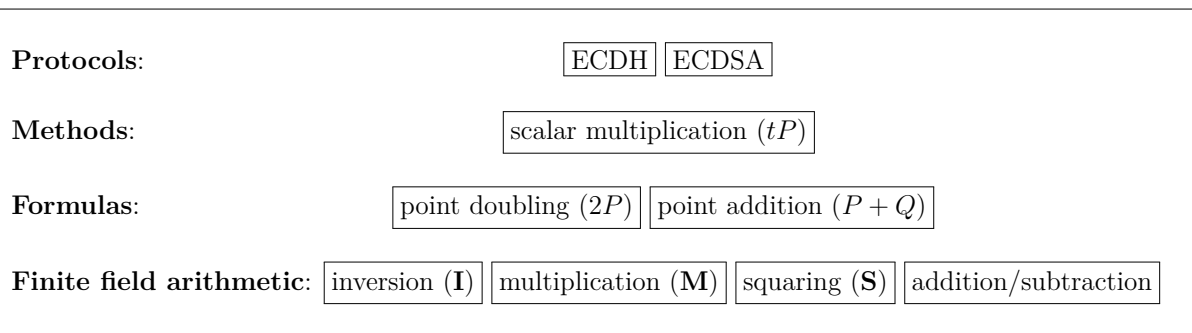 Protocols: ECDH ECDSA
Methods: scalar multiplication (tP)
Formulas: point doubling (2P) point addition (P + Q)
Finite field arithmetic: inversion (I) multiplication (M) squaring (S) addition/subtraction